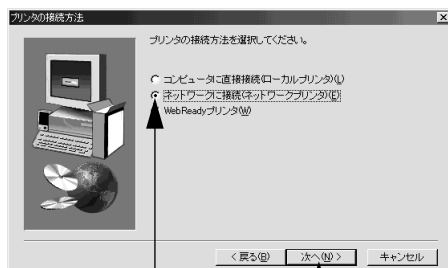 プリンタの接続方法
プリンタの接続方法を選択してください。
コンピュータに直接接続(ローカルプリンタ)(L)
ネットワークに接続(ネットワークプリンタ)(E)
WebReadyプリンタ(W)
< 戻る(B) 次へ(N) > キャンセル